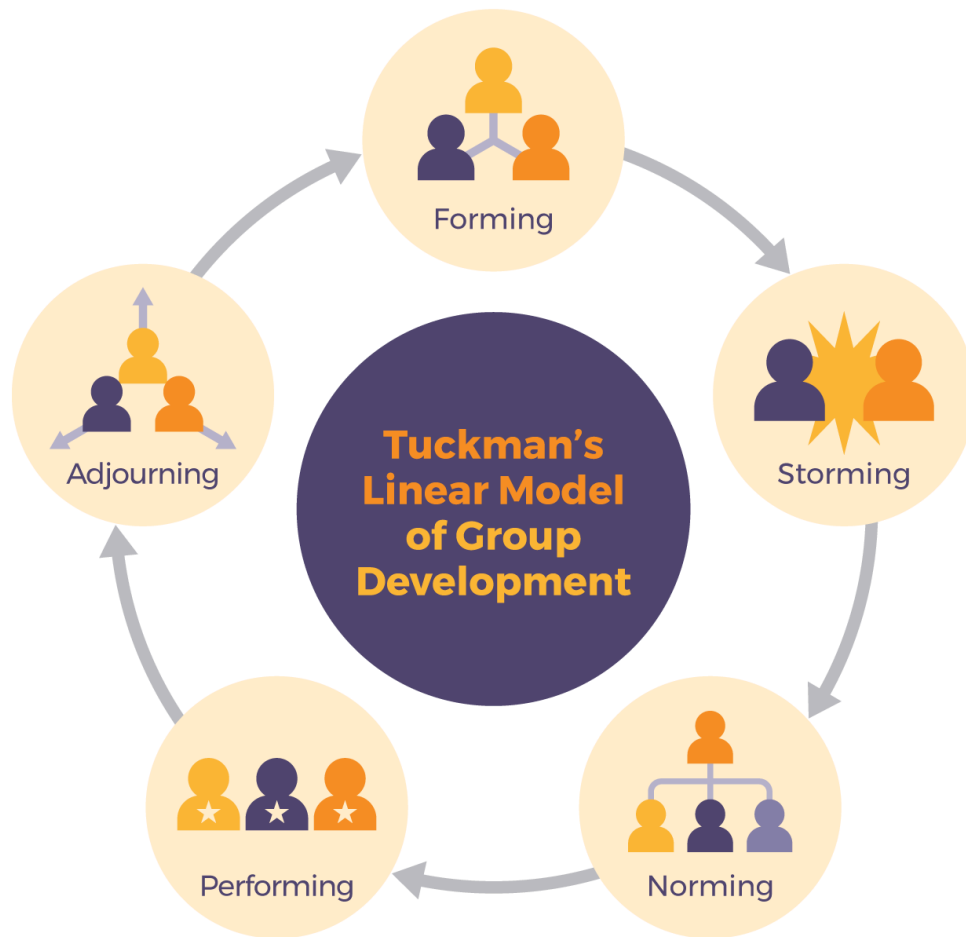 Forming
Storming
Norming
Performing
Adjourning
Tuckman’s
Linear Model
of Group
Development